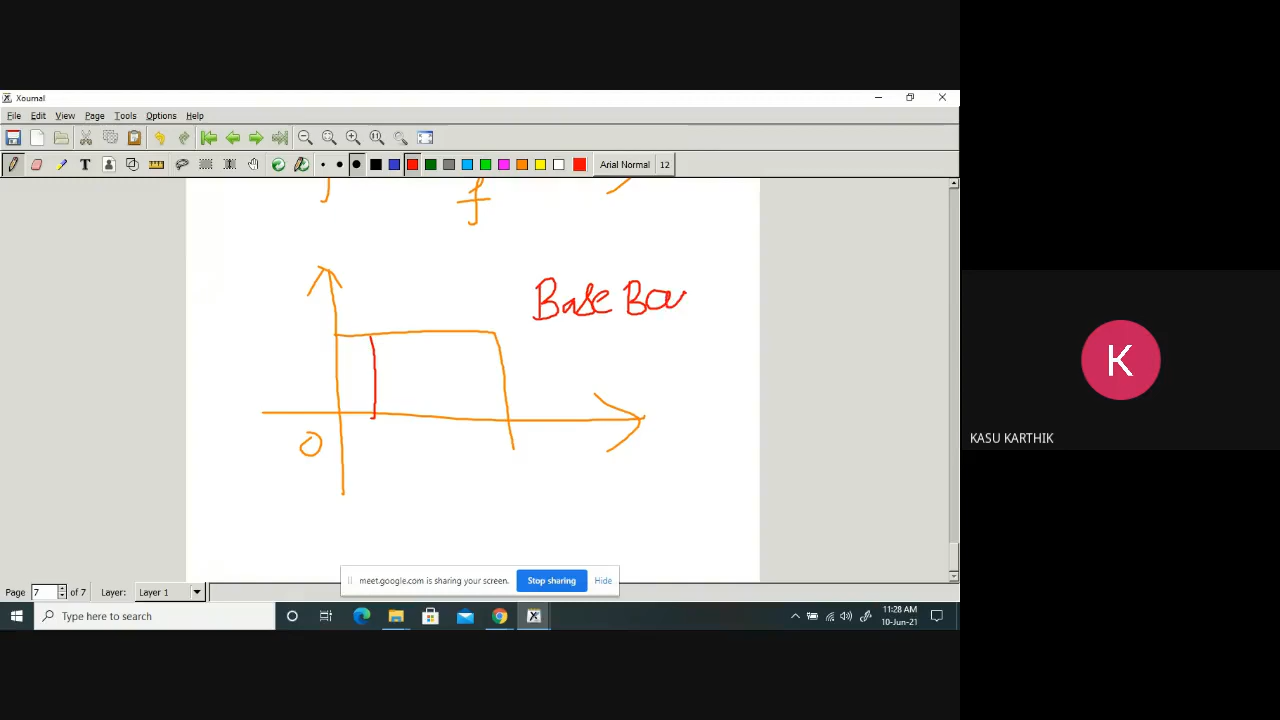 Xournal
File Edit View Page Tools Options Help
T Arial Normal 12
f
Base Ba
O
Page 7 of 7 Layer: Layer 1
meet.google.com is sharing your screen. Stop sharing Hide
Type here to search
11:28 AM
10-Jun-21
K
KASU KARTHIK